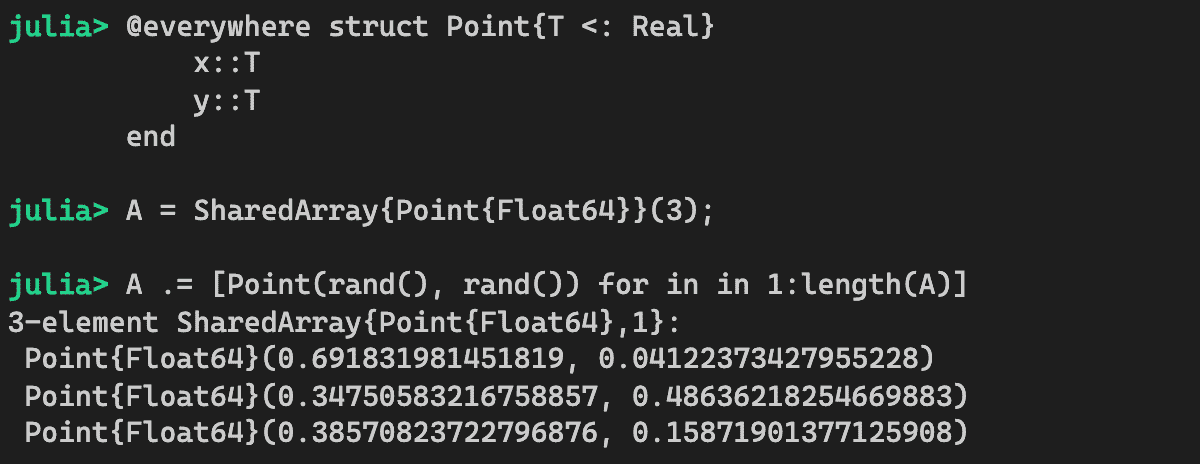 julia> @everywhere struct Point{T <: Real}
           x::T
           y::T
       end
julia> A = SharedArray{Point{Float64}}(3);
julia> A .= [Point(rand(), rand()) for in in 1:length(A)]
3-element SharedArray{Point{Float64},1}:
 Point{Float64}(0.691831981451819, 0.04122373427955228)
 Point{Float64}(0.34750583216758857, 0.48636218254669883)
 Point{Float64}(0.38570823722796876, 0.15871901377125908)